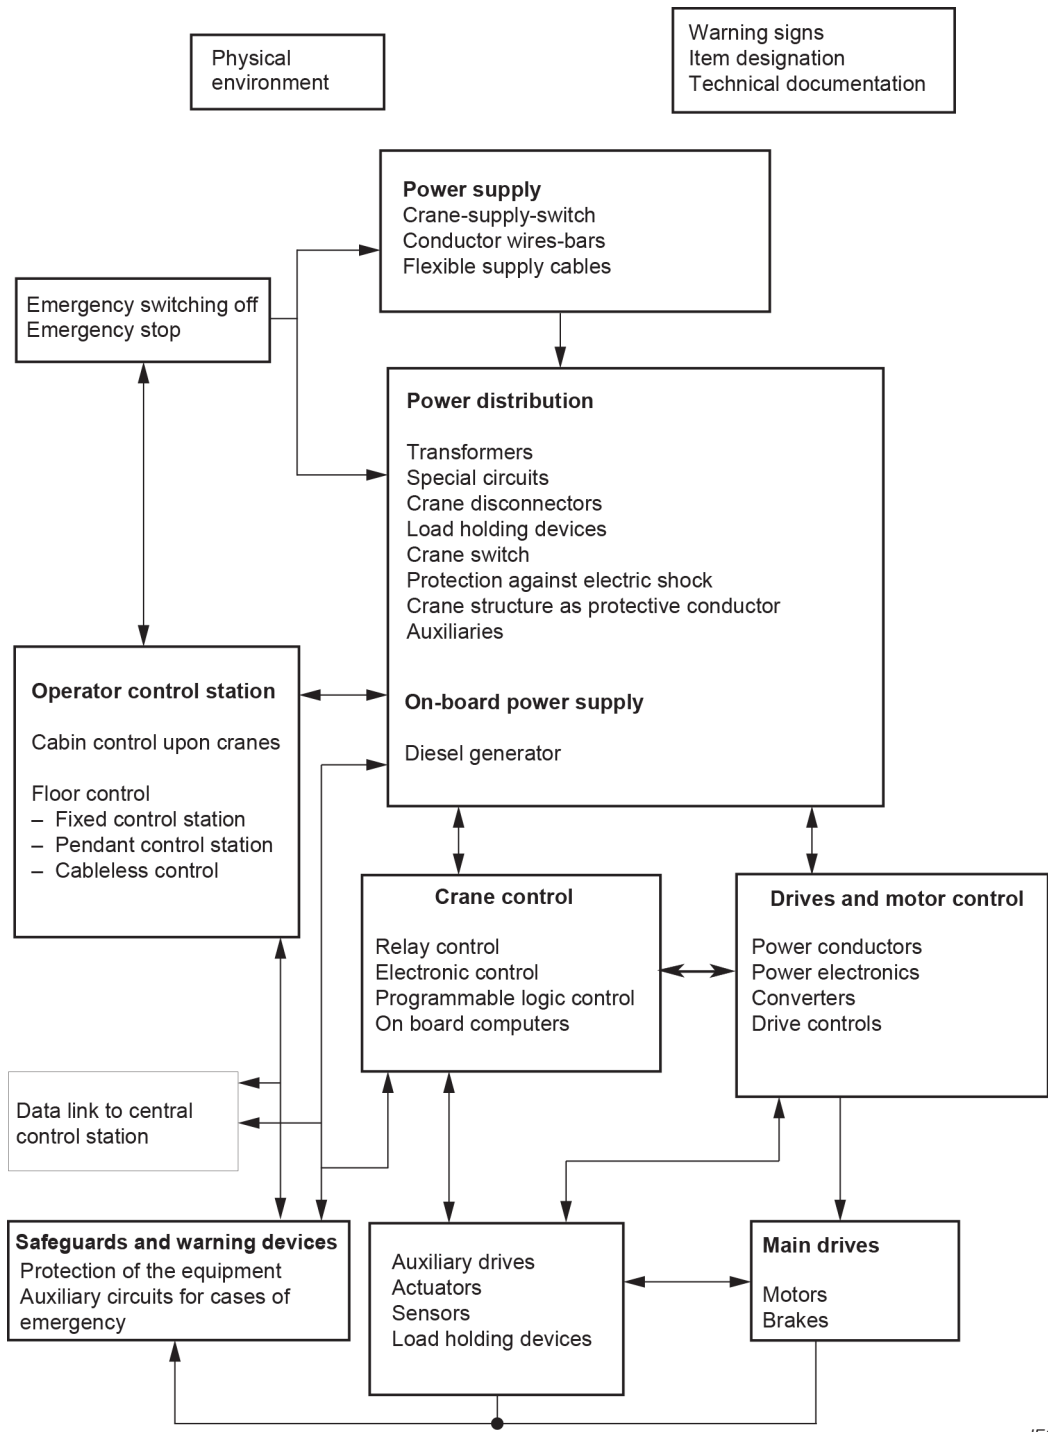 Physical
environment
Warning signs
Item designation
Technical documentation
Power supply
Crane-supply-switch
Conductor wires-bars
Flexible supply cables
Emergency switching off
Emergency stop
Power distribution
Transformers
Special circuits
Crane disconnectors
Load holding devices
Crane switch
Protection against electric shock
Crane structure as protective conductor
Auxiliaries
On-board power supply
Diesel generator
Operator control station
Cabin control upon cranes
Floor control
– Fixed control station
– Pendant control station
– Cableless control
Crane control
Relay control
Electronic control
Programmable logic control
On board computers
Drives and motor control
Power conductors
Power electronics
Converters
Drive controls
Data link to central
control station
Safeguards and warning devices
Protection of the equipment
Auxiliary circuits for cases of
emergency
Auxiliary drives
Actuators
Sensors
Load holding devices
Main drives
Motors
Brakes